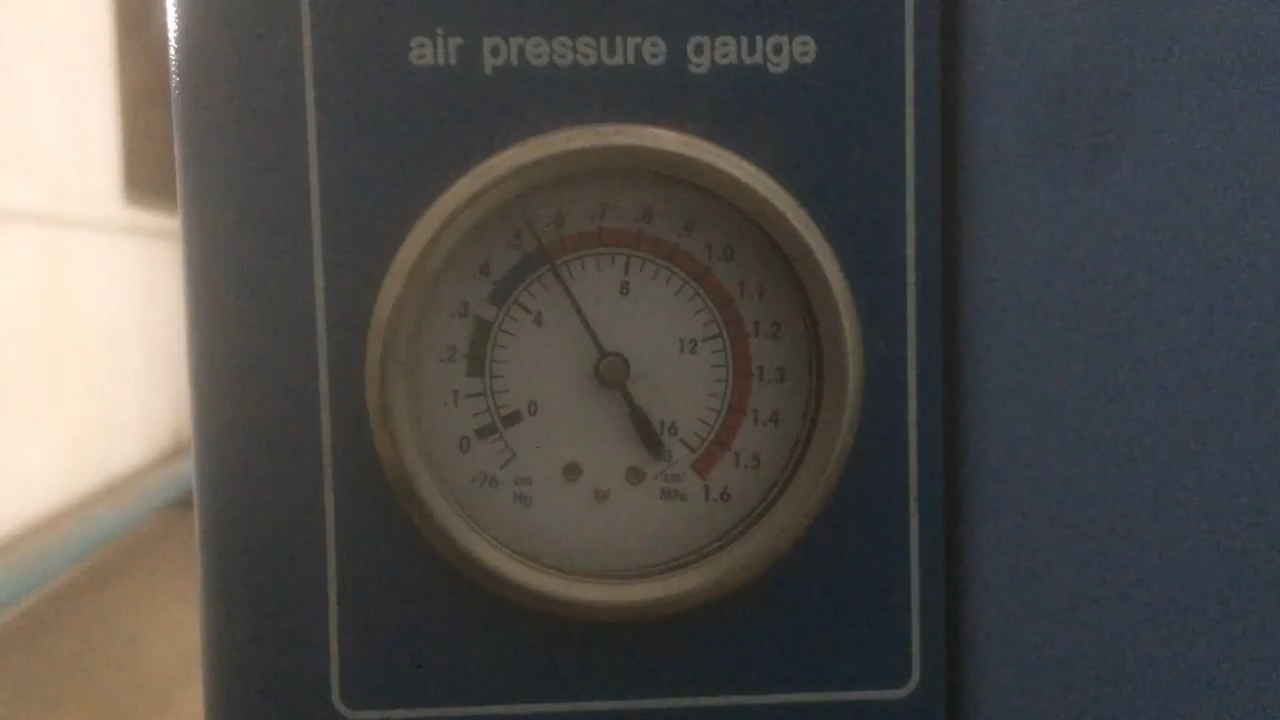 air pressure gauge
.6 .7 .8 .9
.5 1.0
.4 1.1
.3 4 8 1.2
.2 12 1.3
.1 0 16 1.4
0 1.5
-76 cm Hg cm² MPa 1.6